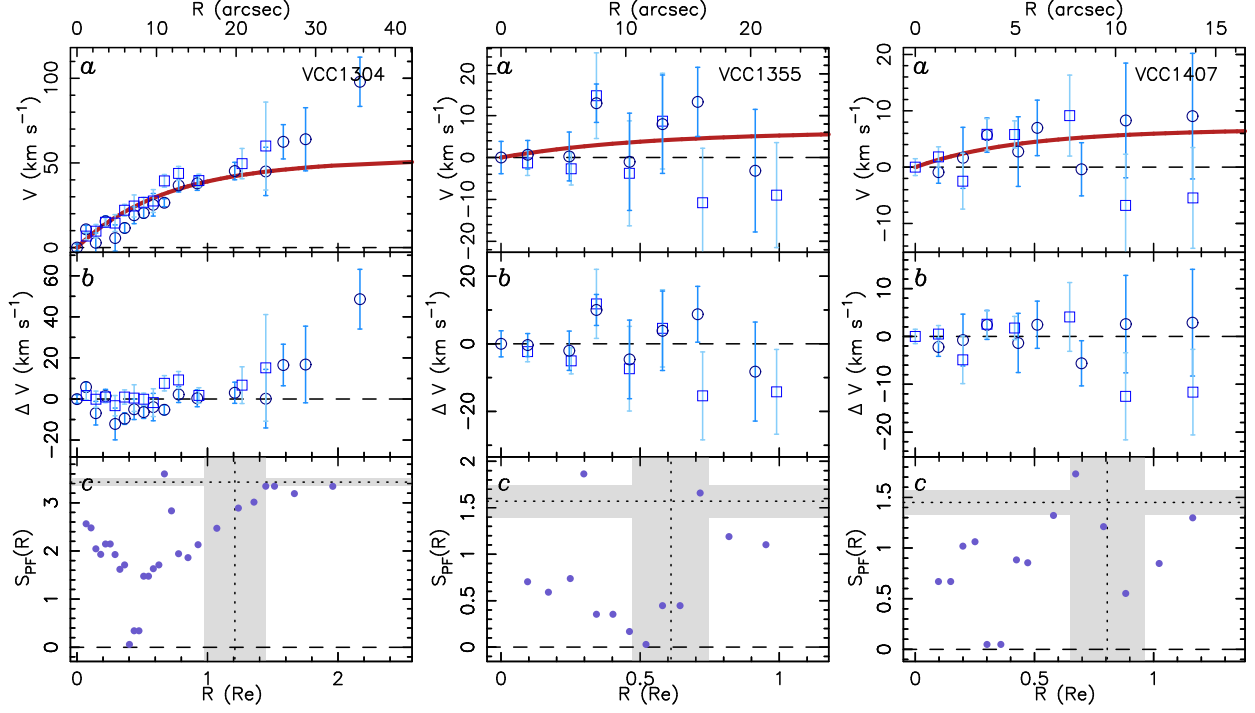 R (arcsec) R (arcsec) R (arcsec)
0 10 20 30 40 0 10 20 0 5 10 15
a VCC1304 a VCC1355 a VCC1407
V (km s⁻¹) 0 50 100
V (km s⁻¹) −20 −10 0 10 20
V (km s⁻¹) −10 0 10 20
b b b
Δ V (km s⁻¹) −20 0 20 40 60
Δ V (km s⁻¹) −20 0 20
Δ V (km s⁻¹) −20 −10 0 10
c c c
S_PF(R) 0 1 2 3
S_PF(R) 0 0.5 1 1.5 2
S_PF(R) 0 0.5 1 1.5
0 1 2 0 0.5 1 0 0.5 1
R (Re) R (Re) R (Re)